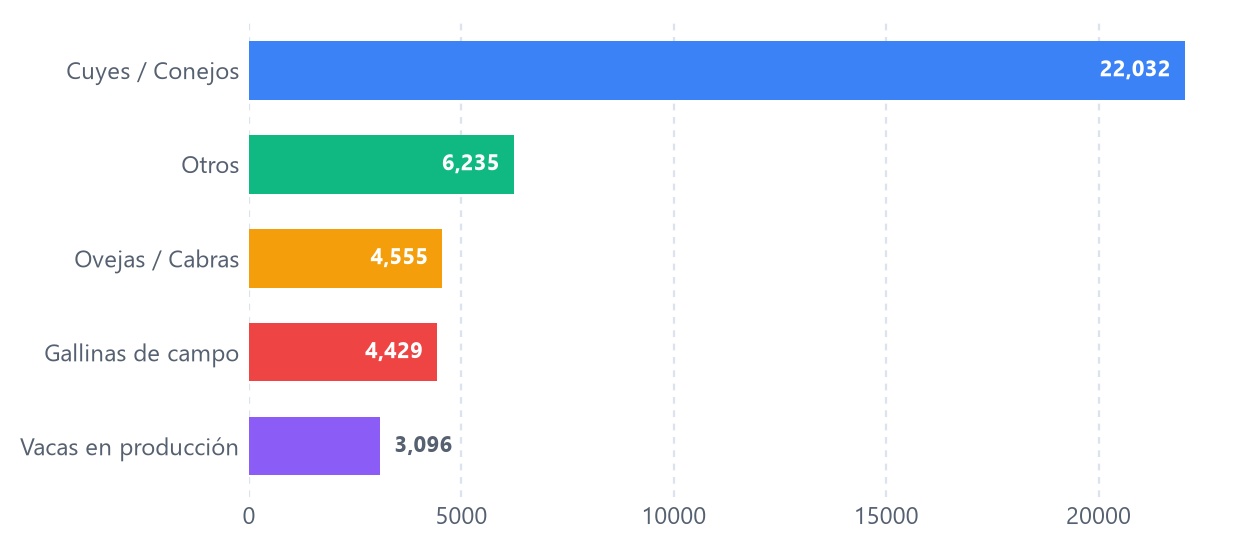 Cuyes / Conejos
22,032
Otros
6,235
Ovejas / Cabras
4,555
Gallinas de campo
4,429
Vacas en producción
3,096
0 5000 10000 15000 20000